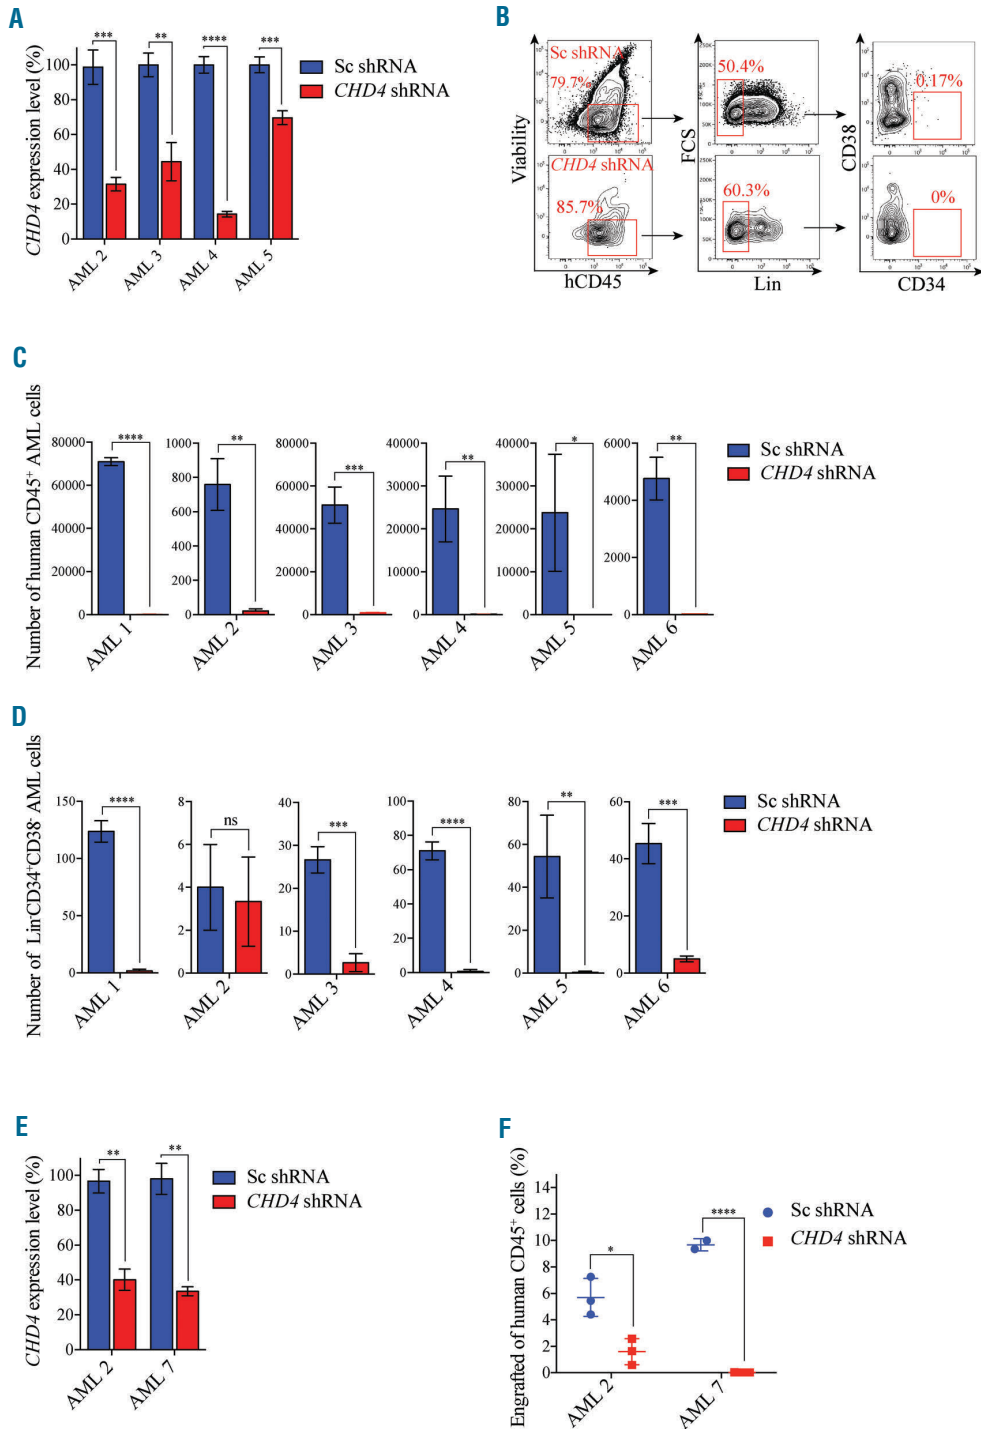 A
CHD4 expression level (%)
100
80
60
40
20
0
***
**
****
***
AML 2
AML 3
AML 4
AML 5
Sc shRNA
CHD4 shRNA
B
Sc shRNA
79.7%
50.4%
0.17%
CHD4 shRNA
85.7%
60.3%
0%
Viability
FCS
CD38
hCD45
Lin
CD34
C
Number of human CD45+ AML cells
80000
60000
40000
20000
0
****
AML 1
1000
800
600
400
200
0
**
AML 2
80000
60000
40000
20000
0
***
AML 3
40000
30000
20000
10000
0
**
AML 4
40000
30000
20000
10000
0
*
AML 5
6000
4000
2000
0
**
AML 6
Sc shRNA
CHD4 shRNA
D
Number of Lin-CD34+CD38- AML cells
150
100
50
0
****
AML 1
8
6
4
2
0
ns
AML 2
40
30
20
10
0
***
AML 3
100
80
60
40
20
0
****
AML 4
80
60
40
20
0
**
AML 5
60
40
20
0
***
AML 6
Sc shRNA
CHD4 shRNA
E
CHD4 expression level (%)
100
80
60
40
20
0
**
**
AML 2
AML 7
Sc shRNA
CHD4 shRNA
F
Engrafted of human CD45+ cells (%)
14
12
10
8
6
4
2
0
*
****
AML 2
AML 7
Sc shRNA
CHD4 shRNA